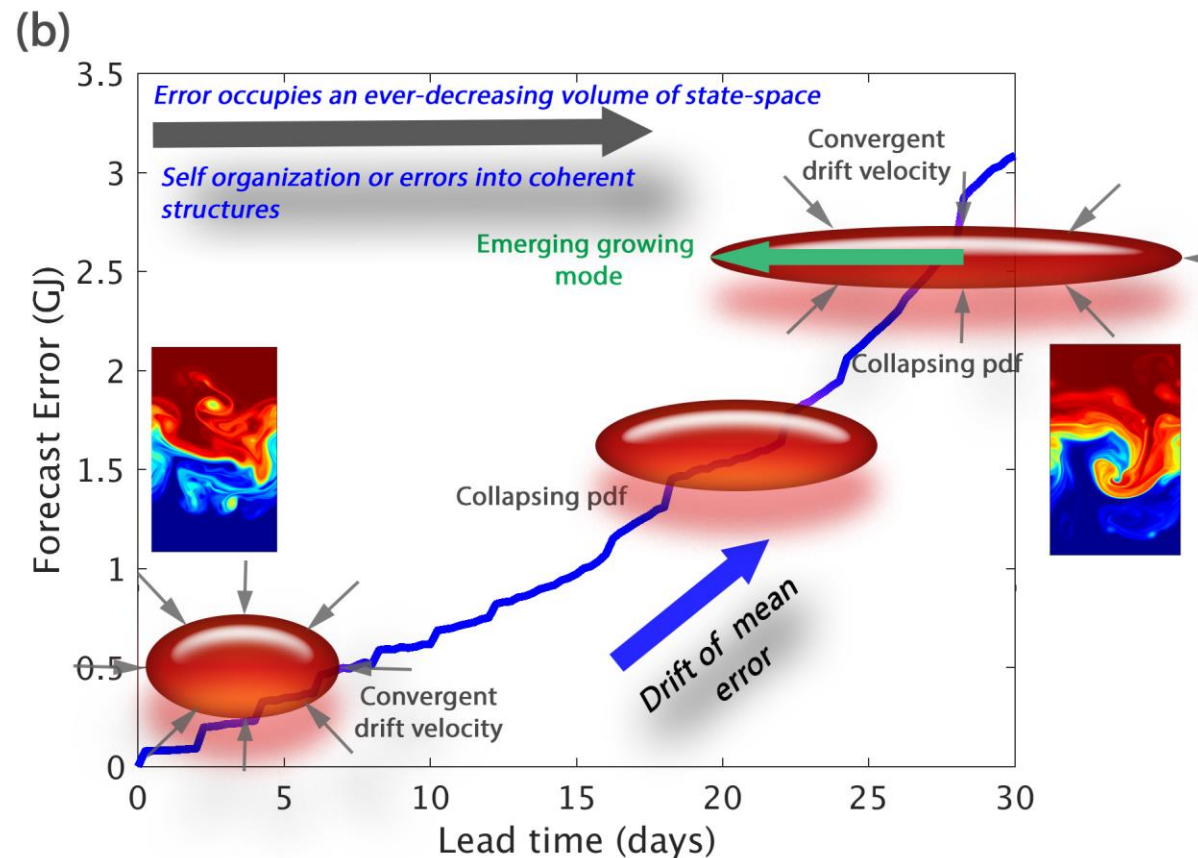 (b)
Error occupies an ever-decreasing volume of state-space
Self organization or errors into coherent
structures
Convergent
drift velocity
Emerging growing
mode
Collapsing pdf
Collapsing pdf
Convergent
drift velocity
Drift of mean
error
Forecast Error (GJ)
3.5
3
2.5
2
1.5
1
0.5
0
0
5
10
15
20
25
30
Lead time (days)